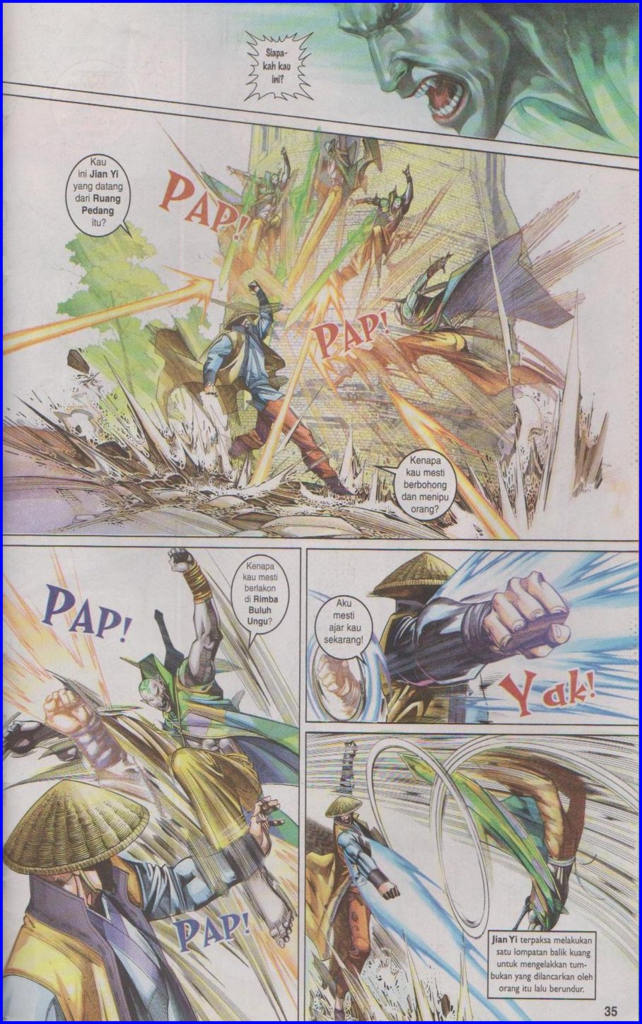 Siapa-
kah kau
ini?
Kau
ini Jian Yi
yang datang
dari Ruang
Pedang
itu?
PAP!
PAP!
Kenapa
kau mesti
berbohong
dan menipu
orang?
PAP!
Kenapa
kau mesti
berlakon
di Rimba
Buluh
Ungu?
PAP!
Aku
mesti
ajar kau
sekarang!
Yak!
Jian Yi terpaksa melakukan
satu lompatan balik kuang
untuk mengelakkan tum-
bukan yang dilancarkan oleh
orang itu lalu berundur.
35